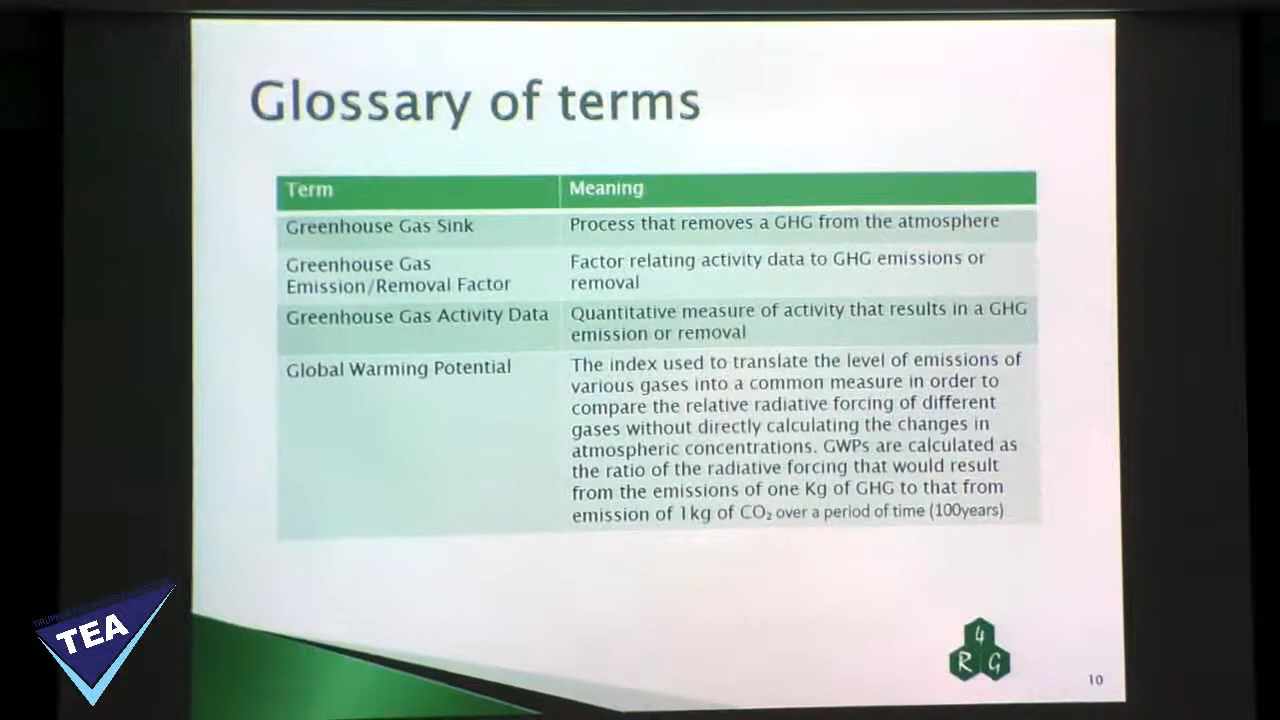 Glossary of terms
Term
Meaning
Greenhouse Gas Sink
Process that removes a GHG from the atmosphere
Greenhouse Gas
Emission/Removal Factor
Factor relating activity data to GHG emissions or
removal
Greenhouse Gas Activity Data
Quantitative measure of activity that results in a GHG
emission or removal
Global Warming Potential
The index used to translate the level of emissions of
various gases into a common measure in order to
compare the relative radiative forcing of different
gases without directly calculating the changes in
atmospheric concentrations. GWPs are calculated as
the ratio of the radiative forcing that would result
from the emissions of one Kg of GHG to that from
emission of 1kg of CO₂ over a period of time (100years)
TEA
4
R G
10